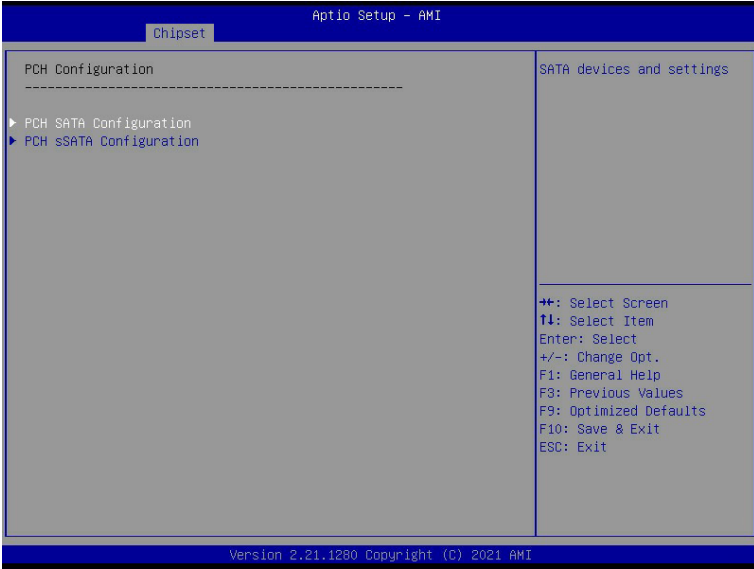 Aptio Setup – AMI
Chipset
PCH Configuration
------------------------------------------------
PCH SATA Configuration
PCH sSATA Configuration
SATA devices and settings
→←: Select Screen
↑↓: Select Item
Enter: Select
+/-: Change Opt.
F1: General Help
F3: Previous Values
F9: Optimized Defaults
F10: Save & Exit
ESC: Exit
Version 2.21.1280 Copyright (C) 2021 AMI